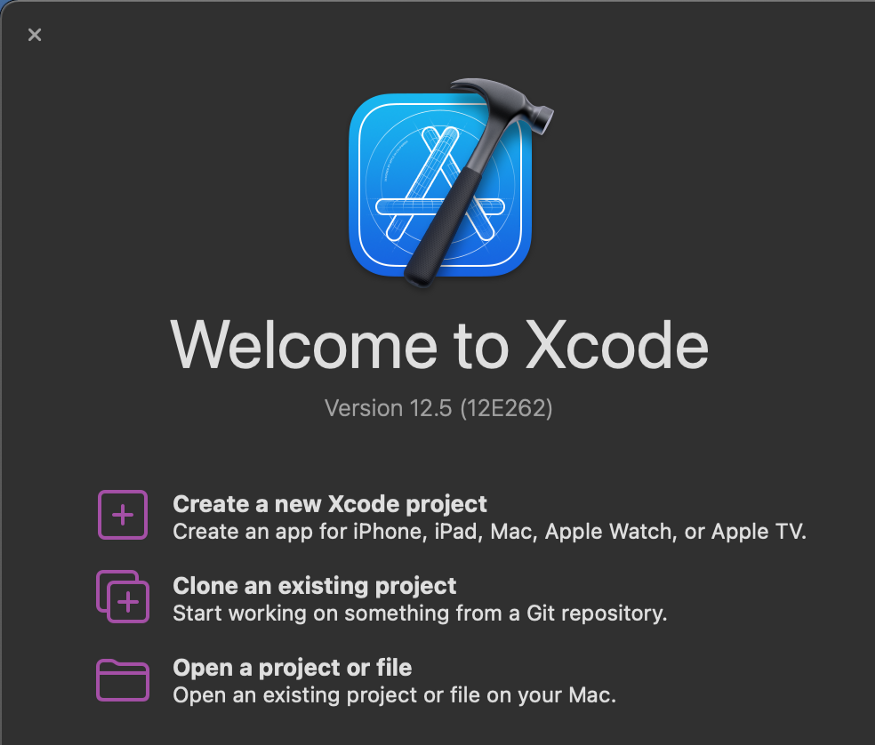 Welcome to Xcode
Version 12.5 (12E262)
Create a new Xcode project
Create an app for iPhone, iPad, Mac, Apple Watch, or Apple TV.
Clone an existing project
Start working on something from a Git repository.
Open a project or file
Open an existing project or file on your Mac.